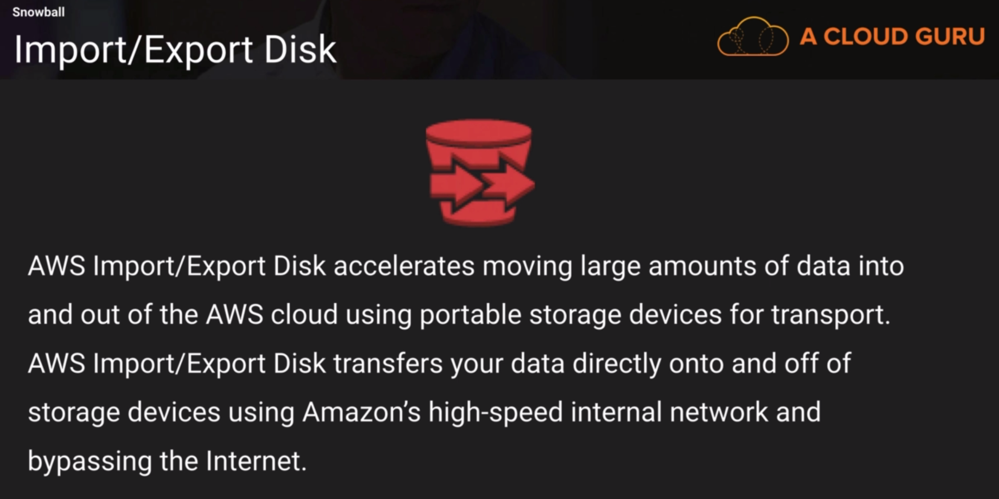 Snowball
Import/Export Disk
A CLOUD GURU
AWS Import/Export Disk accelerates moving large amounts of data into
and out of the AWS cloud using portable storage devices for transport.
AWS Import/Export Disk transfers your data directly onto and off of
storage devices using Amazon’s high-speed internal network and
bypassing the Internet.